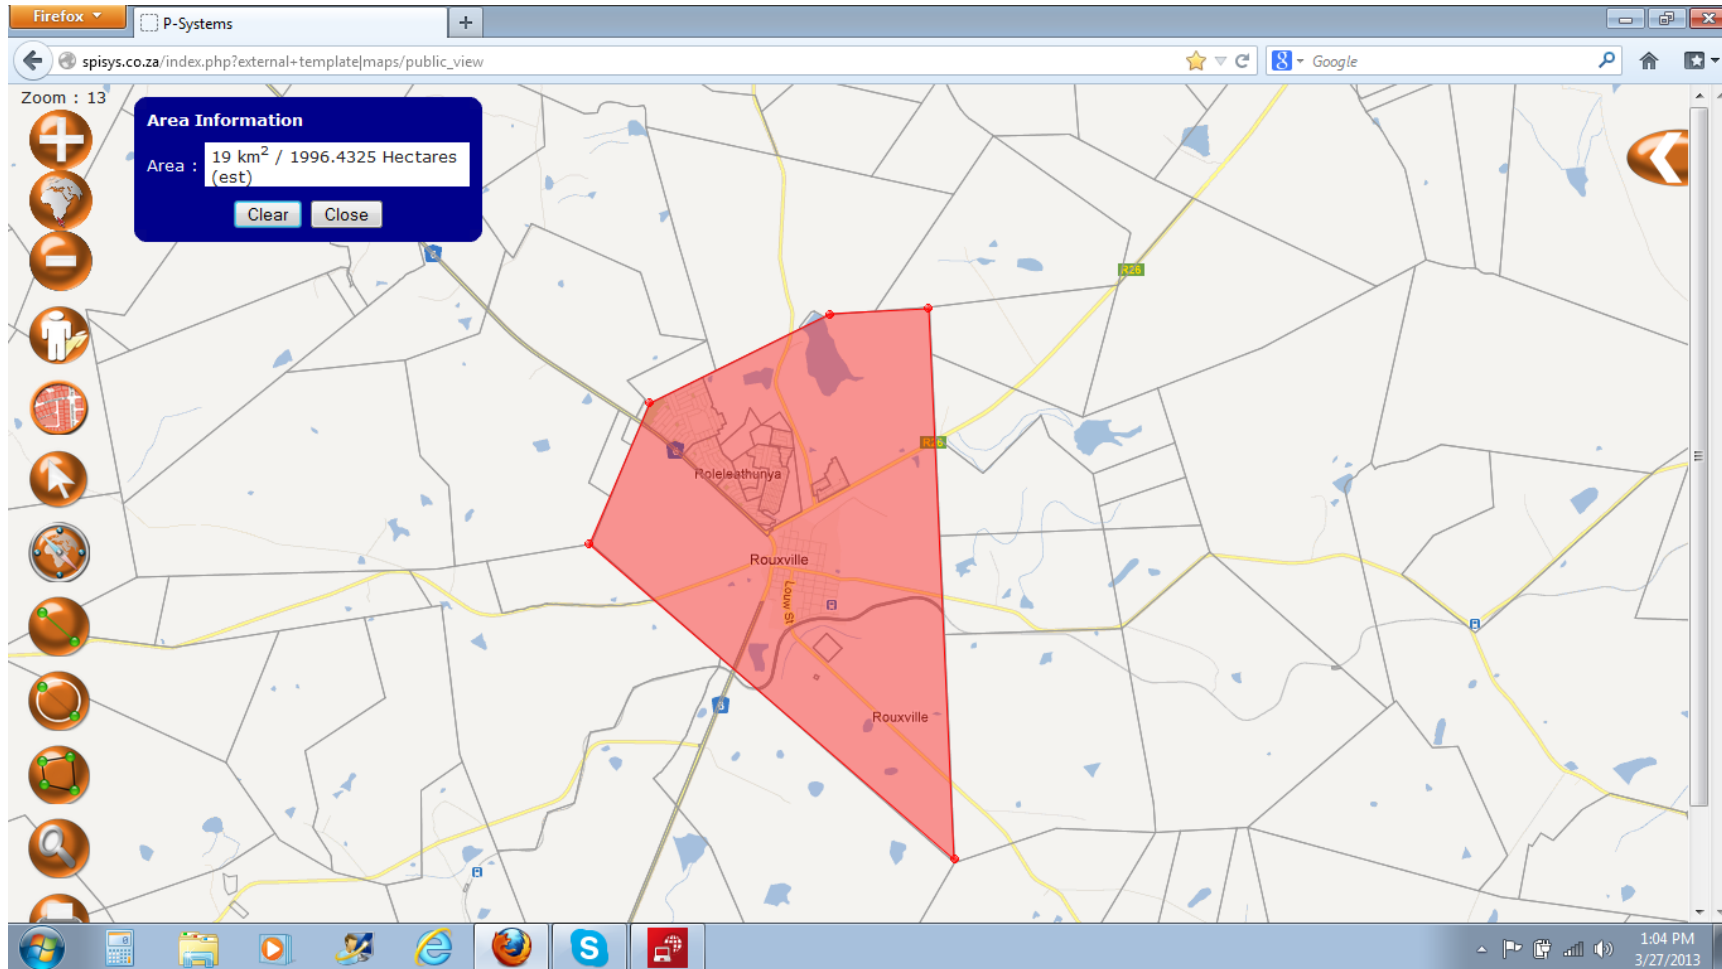 Firefox
P-Systems
spisys.co.za/index.php?external+template|maps/public_view
Google
Zoom : 13
Area Information
Area :
19 km2 / 1996.4325 Hectares
(est)
Clear
Close
R26
R26
Roleleathunya
Rouxville
Louw St
Rouxville
6
1:04 PM
3/27/2013